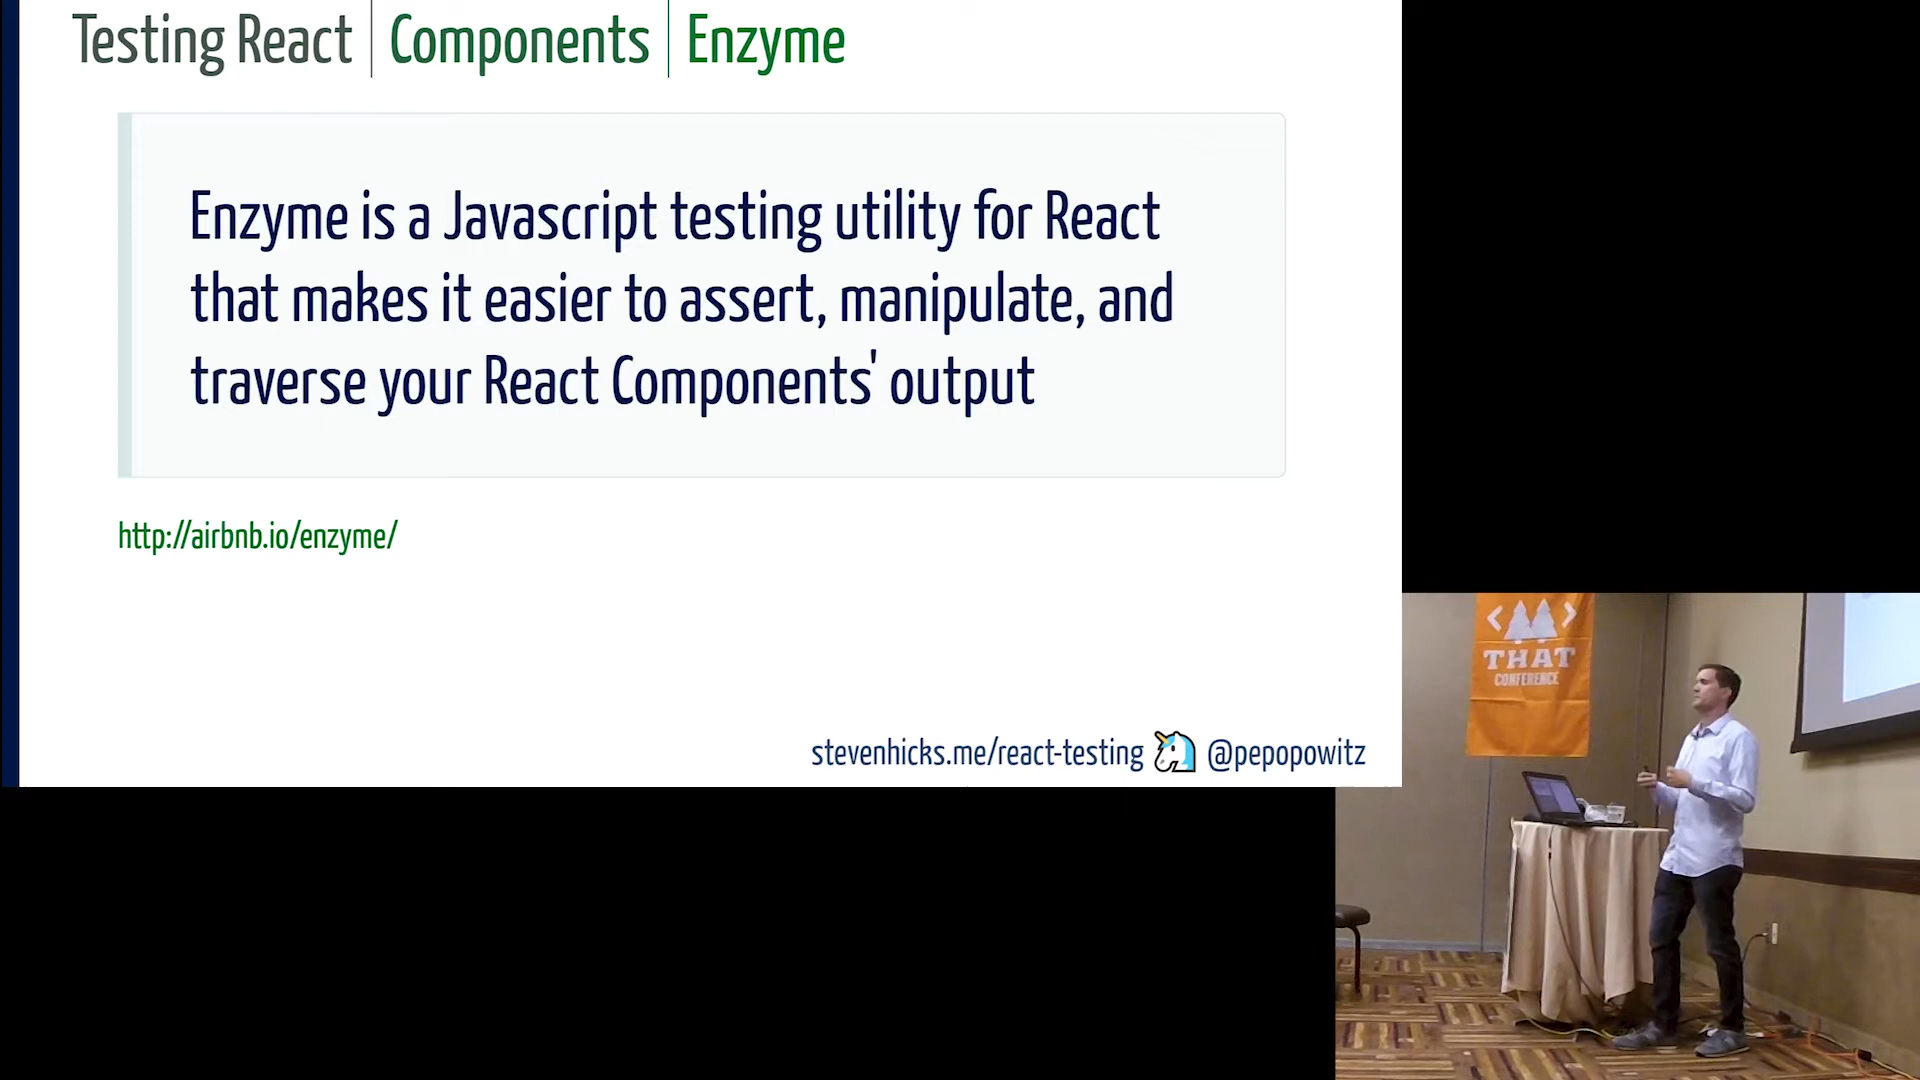 Testing React | Components | Enzyme
Enzyme is a Javascript testing utility for React
that makes it easier to assert, manipulate, and
traverse your React Components' output
http://airbnb.io/enzyme/
stevenhicks.me/react-testing @pepopowitz
< >
THAT
CONFERENCE